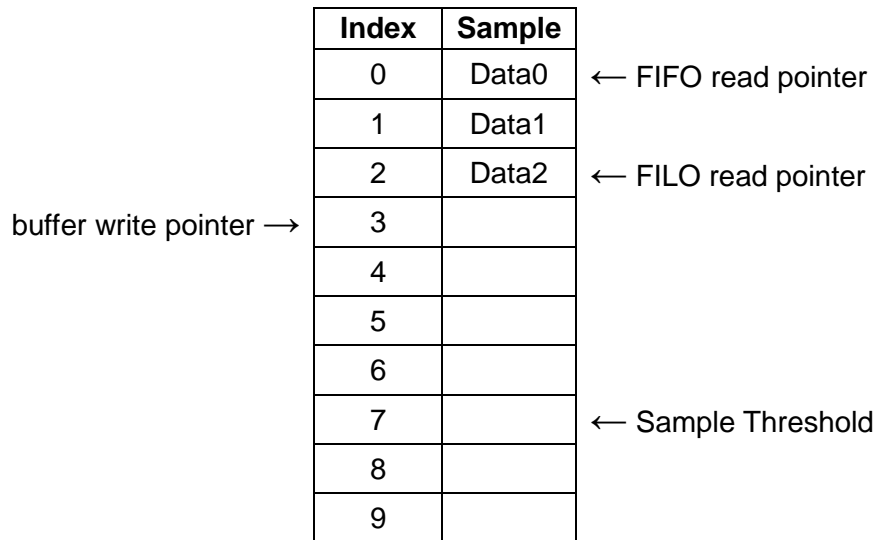 Index Sample
0 Data0 ← FIFO read pointer
1 Data1
2 Data2 ← FILO read pointer
buffer write pointer → 3
4
5
6
7 ← Sample Threshold
8
9